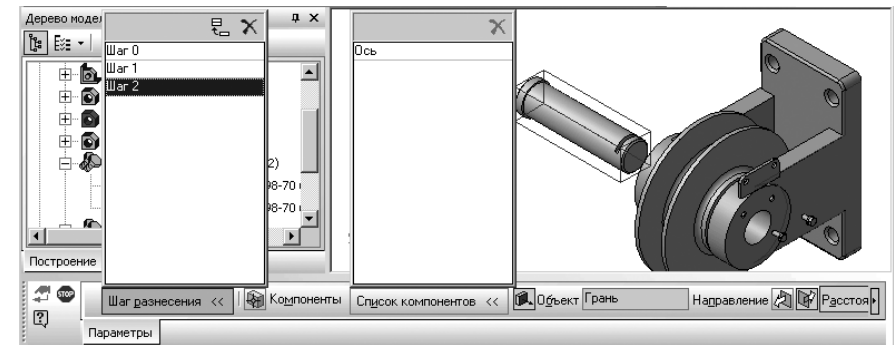 Дерево модел
Шаг 0
Шаг 1
Шаг 2
Ось
2)
98-70
98-70
Построение
Шаг разнесения <<
Компоненты
Список компонентов <<
Объект
Грань
Направление
Расстоя
STOP
Параметры